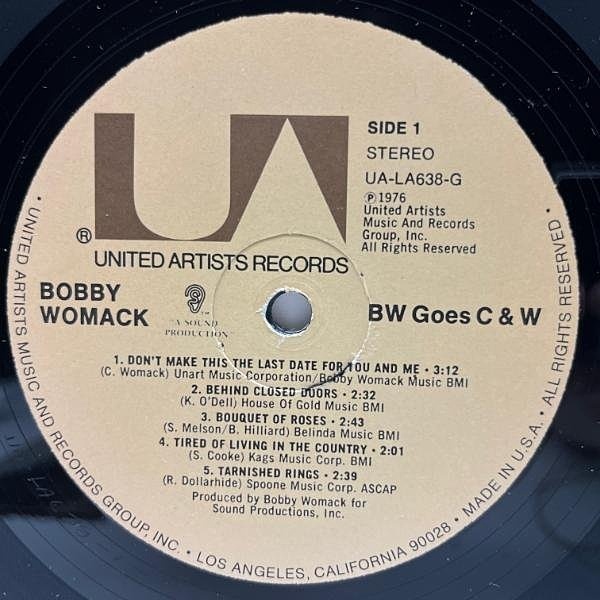 UA
®
UNITED ARTISTS RECORDS
SIDE 1
STEREO
UA-LA638-G
Ⓟ1976
United Artists
Music And Records
Group, Inc.
All Rights Reserved
BOBBY
WOMACK
TM
"A SOUND
PRODUCTION"
BW Goes C & W
1. DON'T MAKE THIS THE LAST DATE FOR YOU AND ME • 3:12
(C. Womack) Unart Music Corporation/Bobby Womack Music BMI
2. BEHIND CLOSED DOORS • 2:32
(K. O'Dell) House Of Gold Music BMI
3. BOUQUET OF ROSES • 2:43
(S. Melson/B. Hilliard) Belinda Music BMI
4. TIRED OF LIVING IN THE COUNTRY • 2:01
(S. Cooke) Kags Music Corp. BMI
5. TARNISHED RINGS • 2:39
(R. Dollarhide) Spoone Music Corp. ASCAP
Produced by Bobby Womack for
Sound Productions, Inc.
• UNITED ARTISTS MUSIC AND RECORDS GROUP, INC. • LOS ANGELES, CALIFORNIA 90028 • MADE IN U.S.A. • ALL RIGHTS RESERVED •